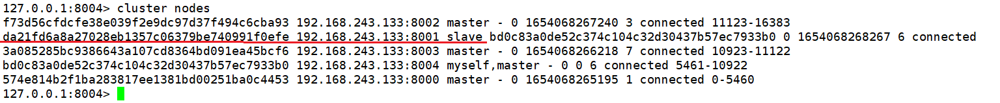 127.0.0.1:8004> cluster nodes
f73d56cfdcfe38e039f2e9dc97d37f494c6cba93 192.168.243.133:8002 master - 0 1654068267240 3 connected 11123-16383
da21fd6a8a27028eb1357c06379be740991f0efe 192.168.243.133:8001 slave bd0c83a0de52c374c104c32d30437b57ec7933b0 0 1654068268267 6 connected
3a085285bc9386643a107cd8364bd091ea45bcf6 192.168.243.133:8003 master - 0 1654068266218 7 connected 10923-11122
bd0c83a0de52c374c104c32d30437b57ec7933b0 192.168.243.133:8004 myself,master - 0 0 6 connected 5461-10922
574e814b2f1ba283817ee1381bd00251ba0c4453 192.168.243.133:8000 master - 0 1654068265195 1 connected 0-5460
127.0.0.1:8004>